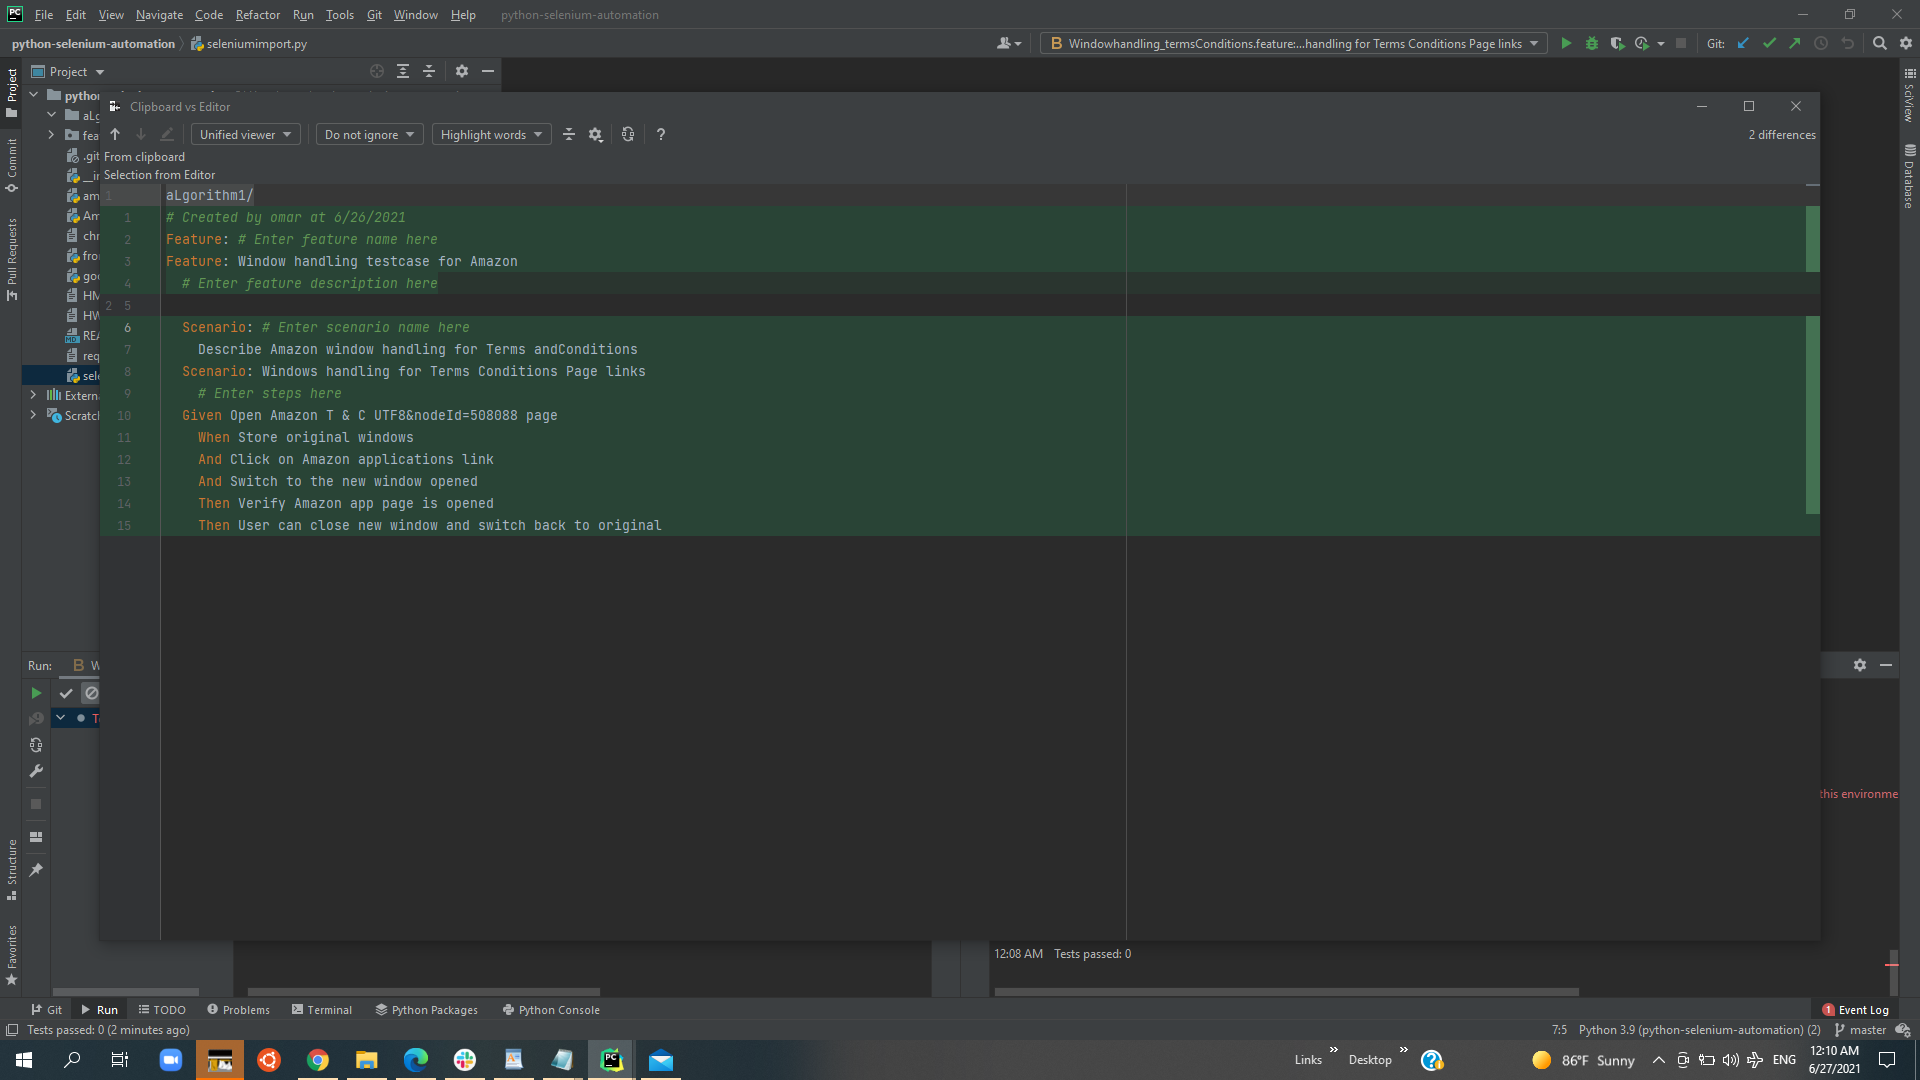 PC File Edit View Navigate Code Refactor Run Tools Git Window Help python-selenium-automation
python-selenium-automation seleniumimport.py
B Windowhandling_termsConditions.feature:...handling for Terms Conditions Page links
Git:
Project
Project
Commit
Pull Requests
Structure
Favorites
SciView
Database
python
aLg
fea
.git
__in
am
Am
chr
fro
goo
HM
HW
REA
req
sele
Extern
Scratch
Clipboard vs Editor
Unified viewer Do not ignore Highlight words ? 2 differences
From clipboard
Selection from Editor
1 aLgorithm1/
1 # Created by omar at 6/26/2021
2 Feature: # Enter feature name here
3 Feature: Window handling testcase for Amazon
4 # Enter feature description here
2 5
6 Scenario: # Enter scenario name here
7 Describe Amazon window handling for Terms andConditions
8 Scenario: Windows handling for Terms Conditions Page links
9 # Enter steps here
10 Given Open Amazon T & C UTF8&nodeId=508088 page
11 When Store original windows
12 And Click on Amazon applications link
13 And Switch to the new window opened
14 Then Verify Amazon app page is opened
15 Then User can close new window and switch back to original
Run: B W
this environme
12:08 AM Tests passed: 0
Git Run TODO Problems Terminal Python Packages Python Console 1 Event Log
Tests passed: 0 (2 minutes ago) 7:5 Python 3.9 (python-selenium-automation) (2) master
Links » Desktop » 86°F Sunny ENG 12:10 AM
6/27/2021